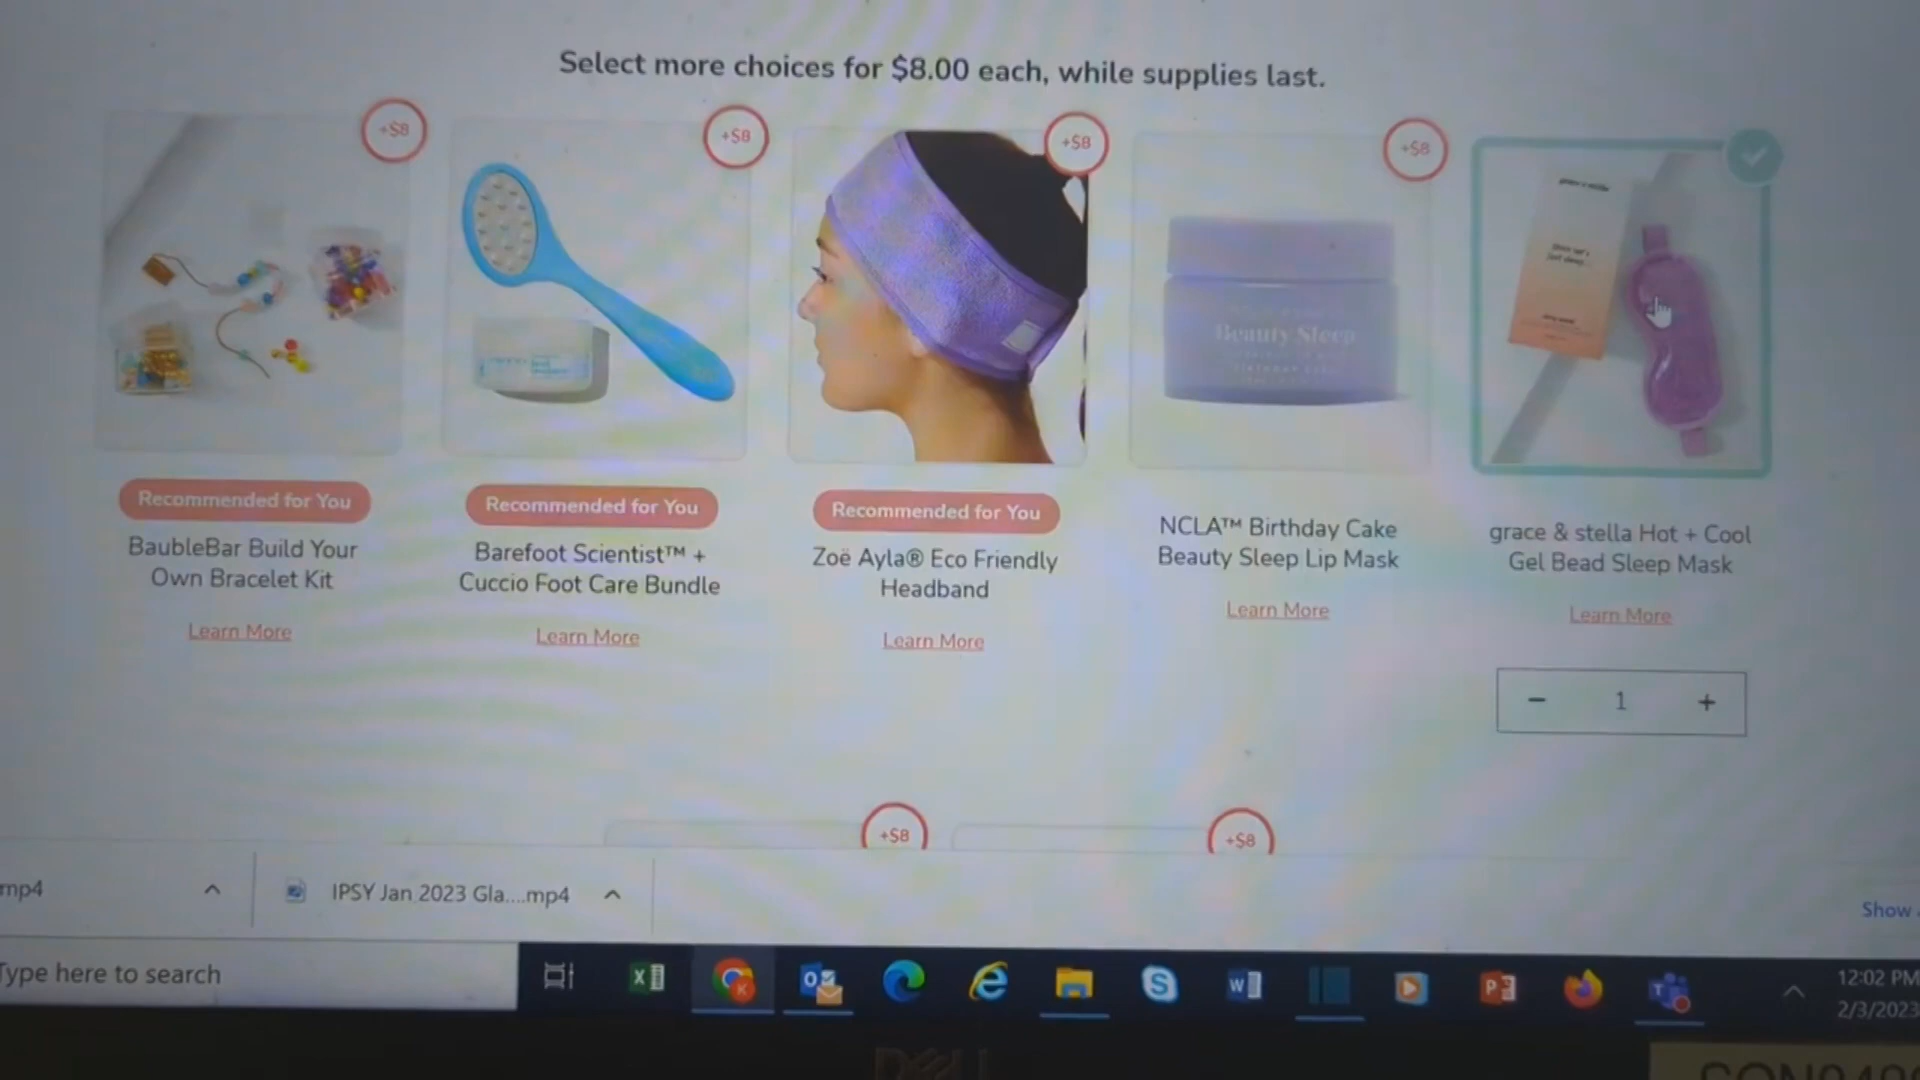 Select more choices for $8.00 each, while supplies last.
+$8
+$8
+$8
+$8
Beauty Sleep
Recommended for You
Recommended for You
Recommended for You
BaubleBar Build Your
Own Bracelet Kit
Learn More
Barefoot Scientist™ +
Cuccio Foot Care Bundle
Learn More
Zoë Ayla® Eco Friendly
Headband
Learn More
NCLA™ Birthday Cake
Beauty Sleep Lip Mask
Learn More
grace & stella Hot + Cool
Gel Bead Sleep Mask
Learn More
− 1 +
+$8
+$8
mp4
IPSY Jan 2023 Gla....mp4
Show
Type here to search
12:02 PM
2/3/2023
DELL